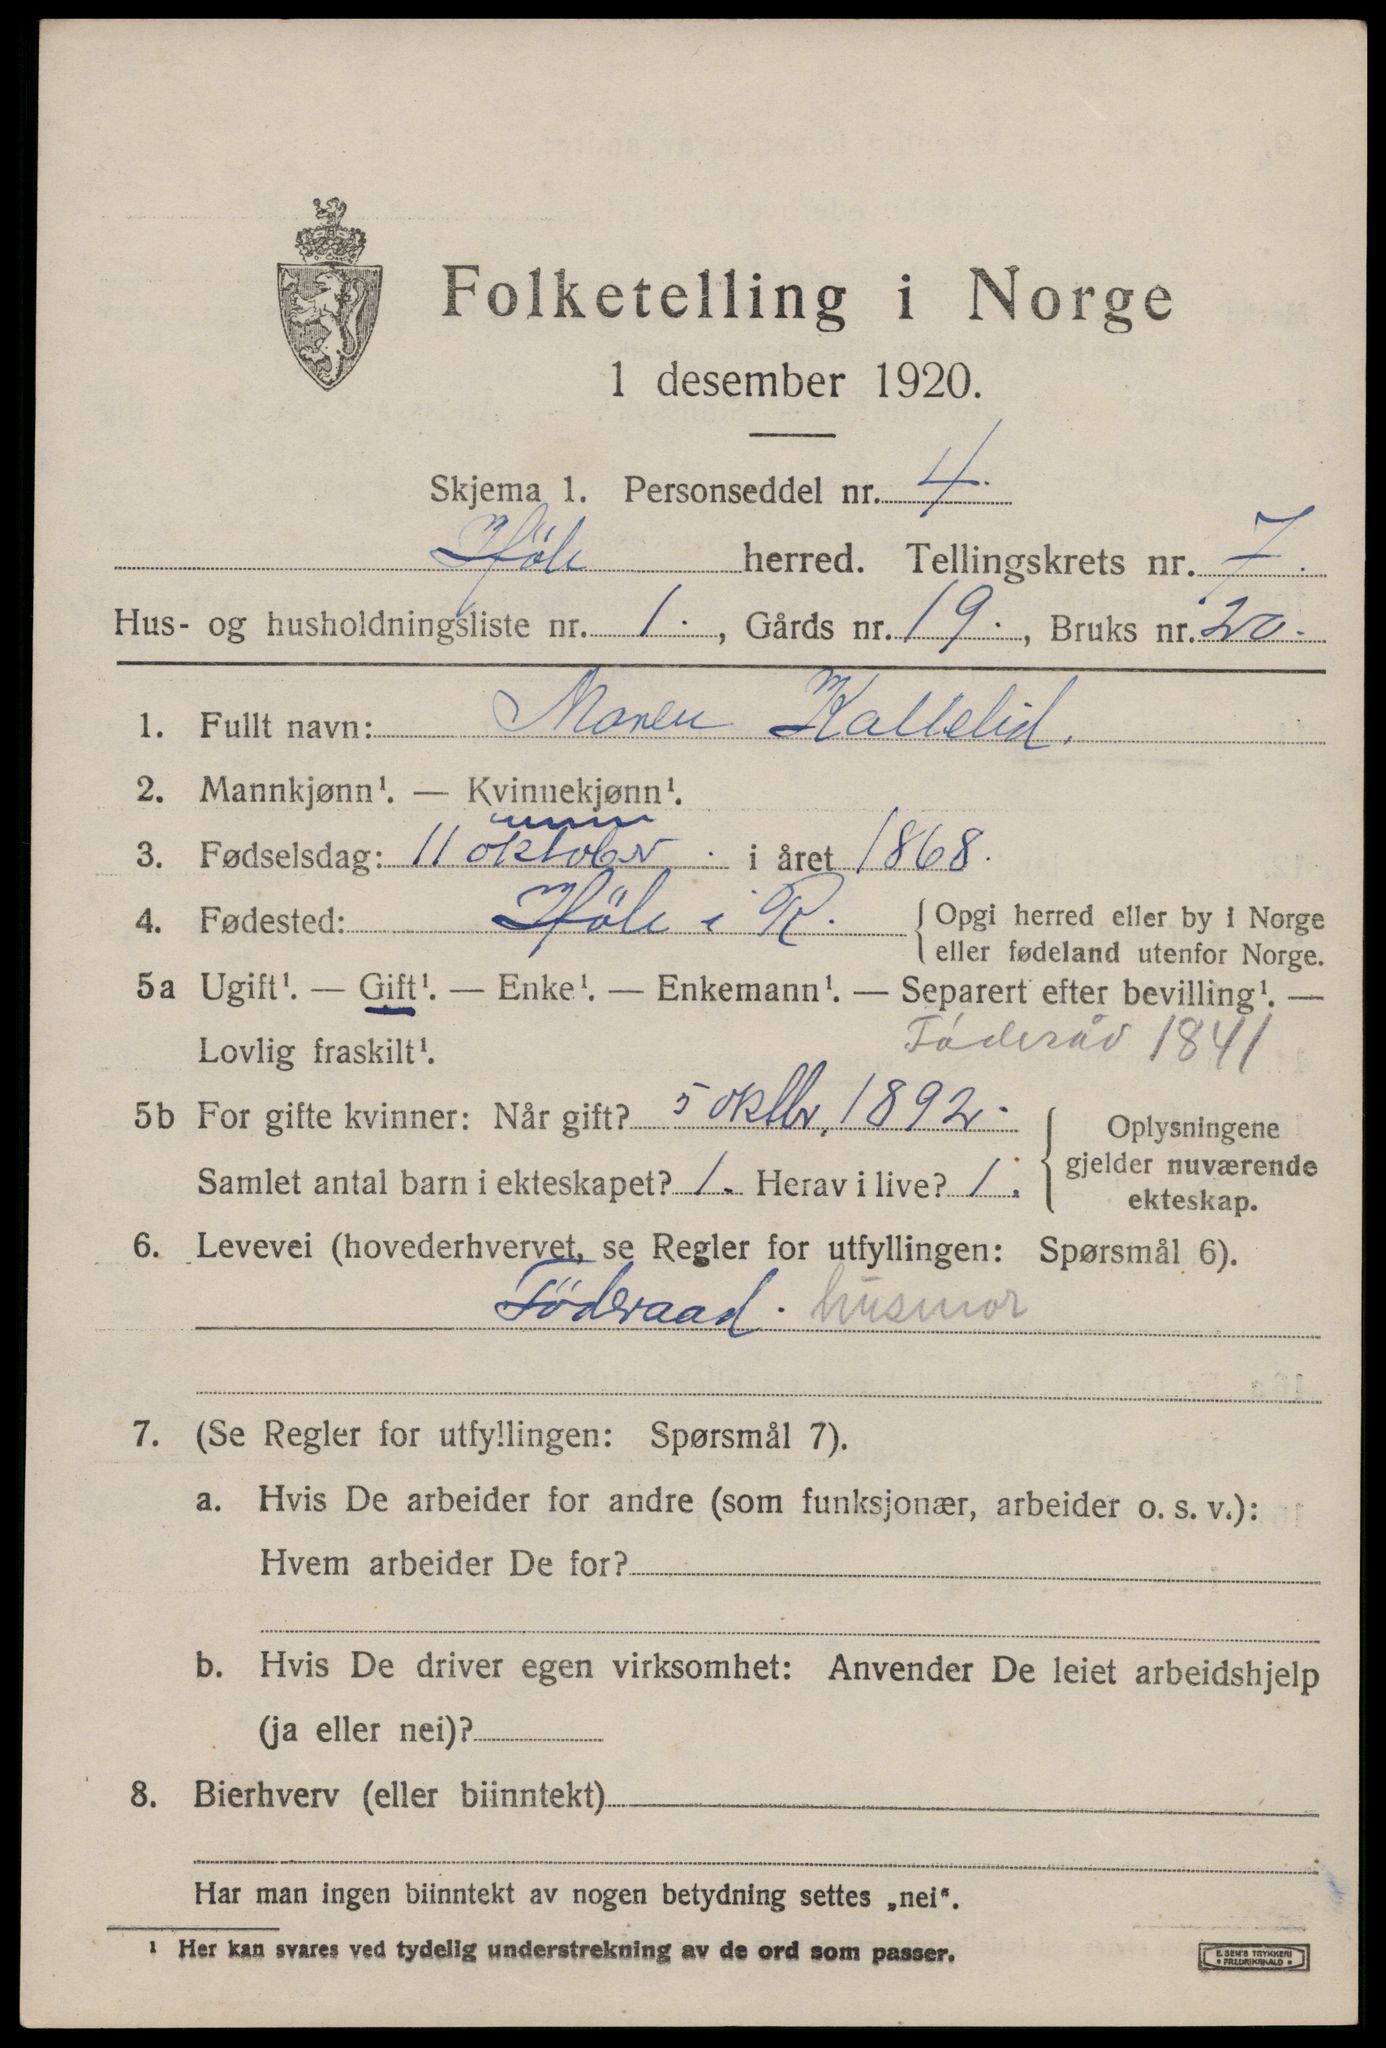 Folketelling i Norge
1 desember 1920.
Skjema 1. Personseddel nr. 4.
Höle herred. Tellingskrets nr. 7.
Hus- og husholdningsliste nr. 1., Gårds nr. 19., Bruks nr. 20.
1. Fullt navn: Maren Kallelid.
2. Mannkjønn¹. — Kvinnekjønn¹.
3. Fødselsdag: 11 oktober. i året 1868.
4. Fødested: Höle i R. { Opgi herred eller by i Norge
eller fødeland utenfor Norge.
5a Ugift¹. — Gift¹. — Enke¹. — Enkemann¹. — Separert efter bevilling¹. —
Lovlig fraskilt¹. Föderåd 1841
5b For gifte kvinner: Når gift? 5 oktbr, 1892. { Oplysningene
Samlet antal barn i ekteskapet? 1. Herav i live? 1. gjelder nuværende
ekteskap.
6. Levevei (hovederhvervet, se Regler for utfyllingen: Spørsmål 6).
Föderaad. husmor
7. (Se Regler for utfyllingen: Spørsmål 7).
a. Hvis De arbeider for andre (som funksjonær, arbeider o. s. v.):
Hvem arbeider De for?
b. Hvis De driver egen virksomhet: Anvender De leiet arbeidshjelp
(ja eller nei)?
8. Bierhverv (eller biinntekt)
Har man ingen biinntekt av nogen betydning settes „nei“.
¹ Her kan svares ved tydelig understrekning av de ord som passer.
E. SEM'S TRYKKERI
• FREDRIKSHALD •